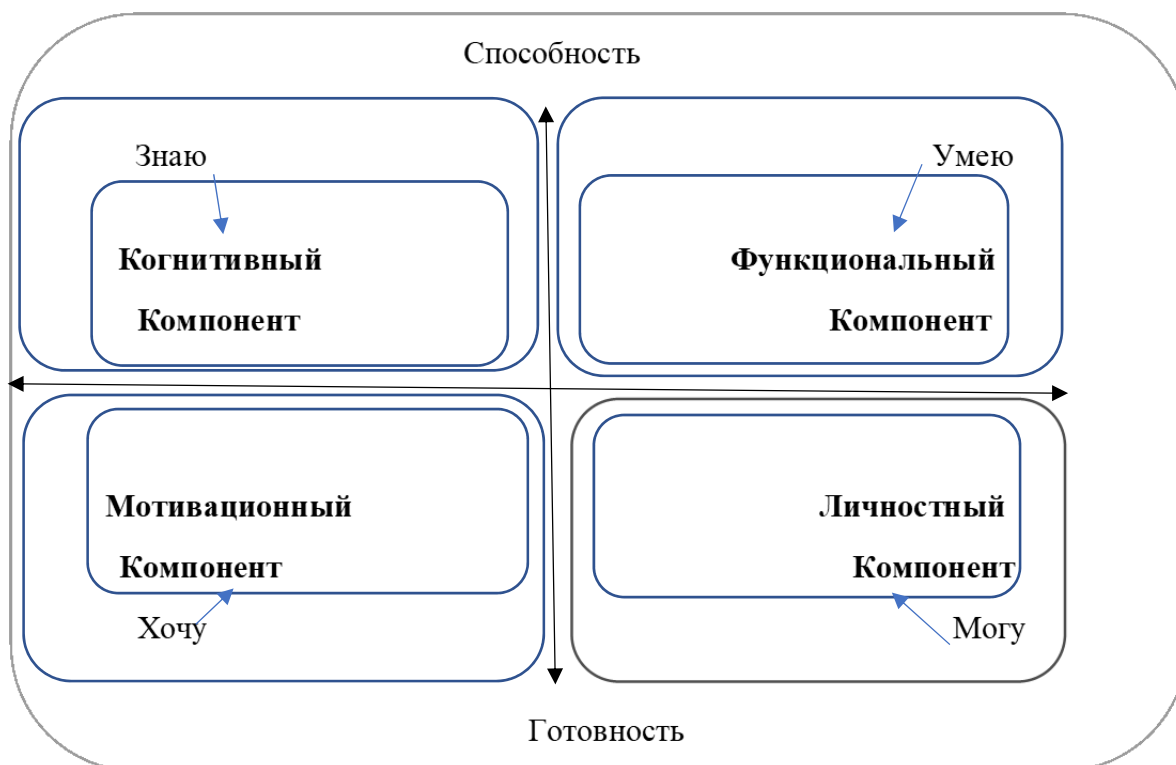 Способность
Знаю
Умею
Когнитивный
Компонент
Функциональный
Компонент
Мотивационный
Компонент
Личностный
Компонент
Хочу
Могу
Готовность